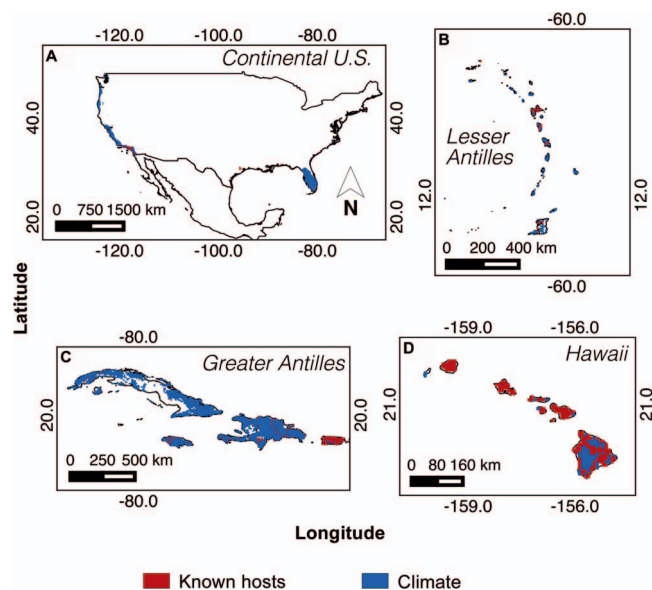 -120.0 -100.0 -80.0
A
Continental U.S.
40.0
20.0
40.0
20.0
N
0 750 1500 km
-120.0 -100.0 -80.0
-60.0
B
Lesser
Antilles
12.0
12.0
0 200 400 km
-60.0
Latitude
-80.0
C
Greater Antilles
20.0
20.0
0 250 500 km
-80.0
-159.0 -156.0
D
Hawaii
21.0
21.0
0 80 160 km
-159.0 -156.0
Longitude
Known hosts
Climate